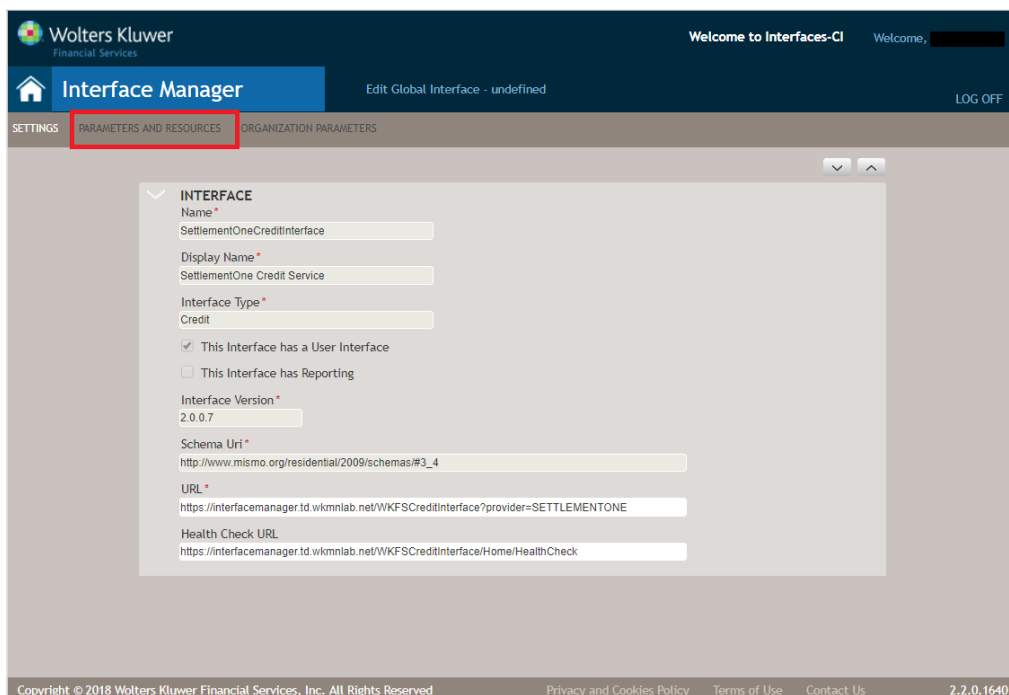 Wolters Kluwer
Financial Services
Welcome to Interfaces-CI
Welcome,
Interface Manager
Edit Global Interface - undefined
LOG OFF
SETTINGS
PARAMETERS AND RESOURCES
ORGANIZATION PARAMETERS
INTERFACE
Name*
SettlementOneCreditInterface
Display Name*
SettlementOne Credit Service
Interface Type*
Credit
This Interface has a User Interface
This Interface has Reporting
Interface Version*
2.0.0.7
Schema Uri*
http://www.mismo.org/residential/2009/schemas/#3_4
URL*
https://interfacemanager.td.wkmnlab.net/WKFSCreditInterface?provider=SETTLEMENTONE
Health Check URL
https://interfacemanager.td.wkmnlab.net/WKFSCreditInterface/Home/HealthCheck
Copyright © 2018 Wolters Kluwer Financial Services, Inc. All Rights Reserved
Privacy and Cookies Policy
Terms of Use
Contact Us
2.2.0.1640